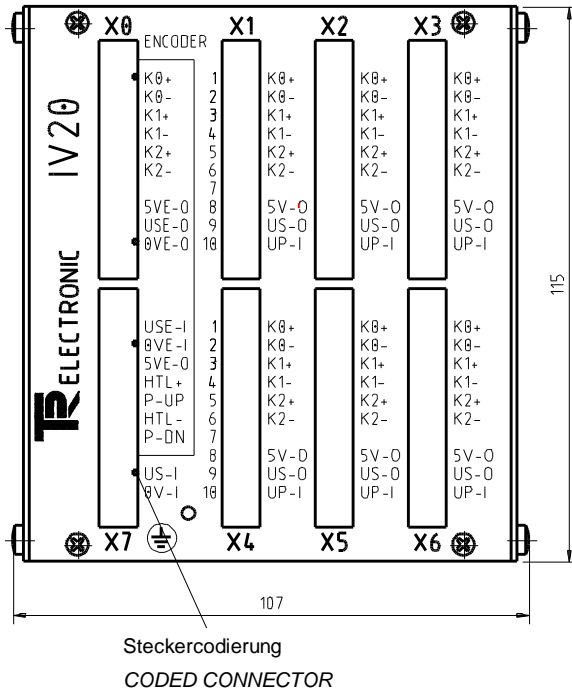 X0 X1 X2 X3
ENCODER
IV20
K0+ 1 K0+ K0+ K0+
K0- 2 K0- K0- K0-
K1+ 3 K1+ K1+ K1+
K1- 4 K1- K1- K1-
K2+ 5 K2+ K2+ K2+
K2- 6 K2- K2- K2-
7
5VE-O 8 5V-O 5V-O 5V-O
USE-O 9 US-O US-O US-O
0VE-O 10 UP-I UP-I UP-I
TR ELECTRONIC
USE-I 1 K0+ K0+ K0+
0VE-I 2 K0- K0- K0-
5VE-O 3 K1+ K1+ K1+
HTL+ 4 K1- K1- K1-
P-UP 5 K2+ K2+ K2+
HTL- 6 K2- K2- K2-
P-DN 7
8 5V-D 5V-O 5V-O
US-I 9 US-O US-O US-O
0V-I 10 UP-I UP-I UP-I
X7 X4 X5 X6
115
107
Steckercodierung
CODED CONNECTOR